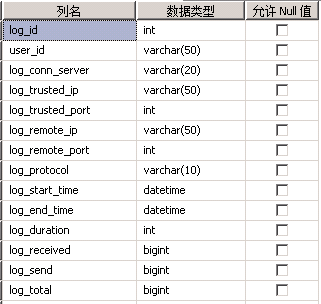 列名 数据类型 允许 Null 值
log_id int
user_id varchar(50)
log_conn_server varchar(20)
log_trusted_ip varchar(50)
log_trusted_port int
log_remote_ip varchar(50)
log_remote_port int
log_protocol varchar(10)
log_start_time datetime
log_end_time datetime
log_duration int
log_received bigint
log_send bigint
log_total bigint